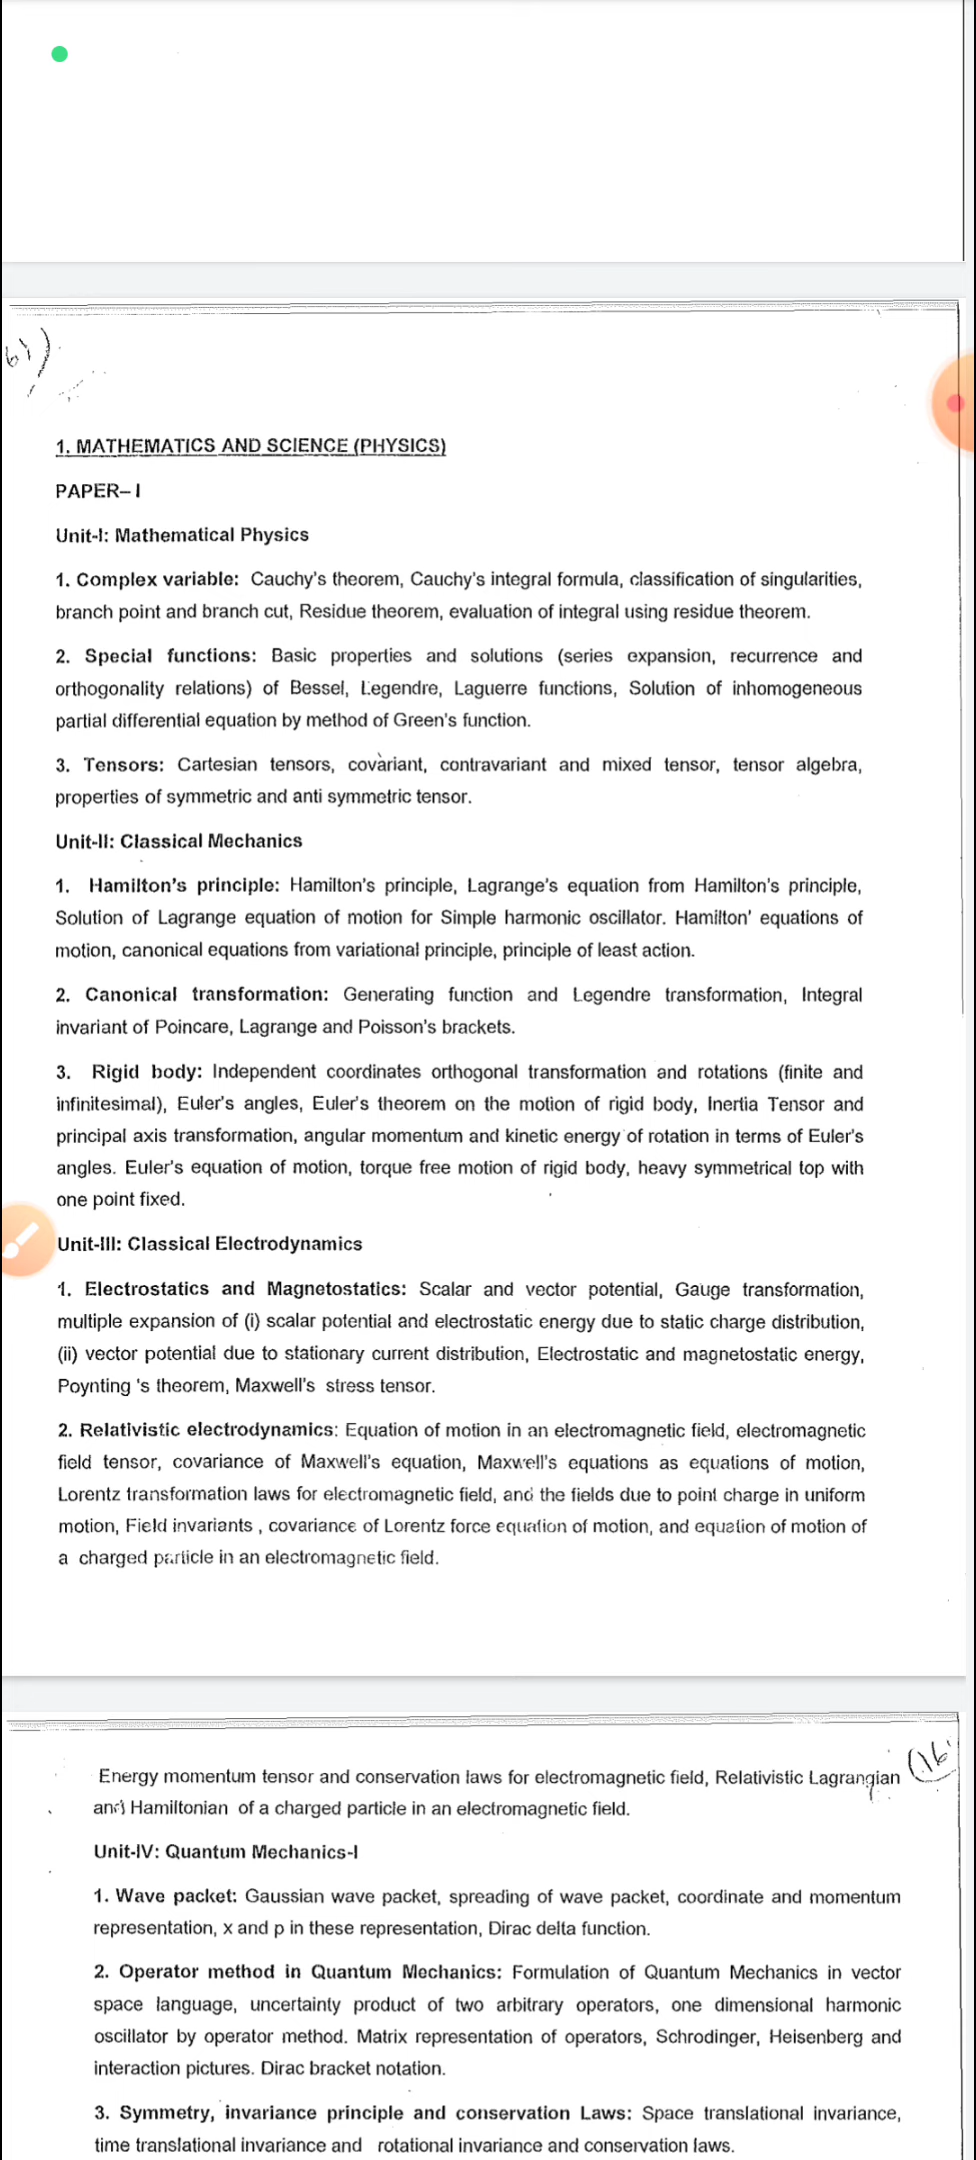 1. MATHEMATICS AND SCIENCE (PHYSICS)
PAPER– I
Unit-I: Mathematical Physics
1. Complex variable: Cauchy's theorem, Cauchy's integral formula, classification of singularities,
branch point and branch cut, Residue theorem, evaluation of integral using residue theorem.
2. Special functions: Basic properties and solutions (series expansion, recurrence and
orthogonality relations) of Bessel, Legendre, Laguerre functions, Solution of inhomogeneous
partial differential equation by method of Green's function.
3. Tensors: Cartesian tensors, covariant, contravariant and mixed tensor, tensor algebra,
properties of symmetric and anti symmetric tensor.
Unit-II: Classical Mechanics
1. Hamilton's principle: Hamilton's principle, Lagrange's equation from Hamilton's principle,
Solution of Lagrange equation of motion for Simple harmonic oscillator. Hamilton' equations of
motion, canonical equations from variational principle, principle of least action.
2. Canonical transformation: Generating function and Legendre transformation, Integral
invariant of Poincare, Lagrange and Poisson's brackets.
3. Rigid body: Independent coordinates orthogonal transformation and rotations (finite and
infinitesimal), Euler's angles, Euler's theorem on the motion of rigid body, Inertia Tensor and
principal axis transformation, angular momentum and kinetic energy of rotation in terms of Euler's
angles. Euler's equation of motion, torque free motion of rigid body, heavy symmetrical top with
one point fixed.
Unit-III: Classical Electrodynamics
1. Electrostatics and Magnetostatics: Scalar and vector potential, Gauge transformation,
multiple expansion of (i) scalar potential and electrostatic energy due to static charge distribution,
(ii) vector potential due to stationary current distribution, Electrostatic and magnetostatic energy,
Poynting 's theorem, Maxwell's stress tensor.
2. Relativistic electrodynamics: Equation of motion in an electromagnetic field, electromagnetic
field tensor, covariance of Maxwell's equation, Maxwell's equations as equations of motion,
Lorentz transformation laws for electromagnetic field, and the fields due to point charge in uniform
motion, Field invariants , covariance of Lorentz force equation of motion, and equation of motion of
a charged particle in an electromagnetic field.
(16
Energy momentum tensor and conservation laws for electromagnetic field, Relativistic Lagrangian
and Hamiltonian of a charged particle in an electromagnetic field.
Unit-IV: Quantum Mechanics-I
1. Wave packet: Gaussian wave packet, spreading of wave packet, coordinate and momentum
representation, x and p in these representation, Dirac delta function.
2. Operator method in Quantum Mechanics: Formulation of Quantum Mechanics in vector
space language, uncertainty product of two arbitrary operators, one dimensional harmonic
oscillator by operator method. Matrix representation of operators, Schrodinger, Heisenberg and
interaction pictures. Dirac bracket notation.
3. Symmetry, invariance principle and conservation Laws: Space translational invariance,
time translational invariance and rotational invariance and conservation laws.